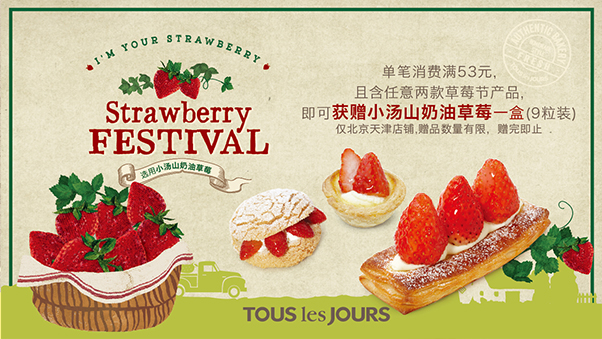 I'M YOUR STRAWBERRY
Strawberry
FESTIVAL
选用小汤山奶油草莓
AUTHENTIC BAKERY
FRESH
单笔消费满53元,
且含任意两款草莓节产品,
即可获赠小汤山奶油草莓一盒(9粒装)
仅北京天津店铺,赠品数量有限，赠完即止 .
TOUS les JOURS